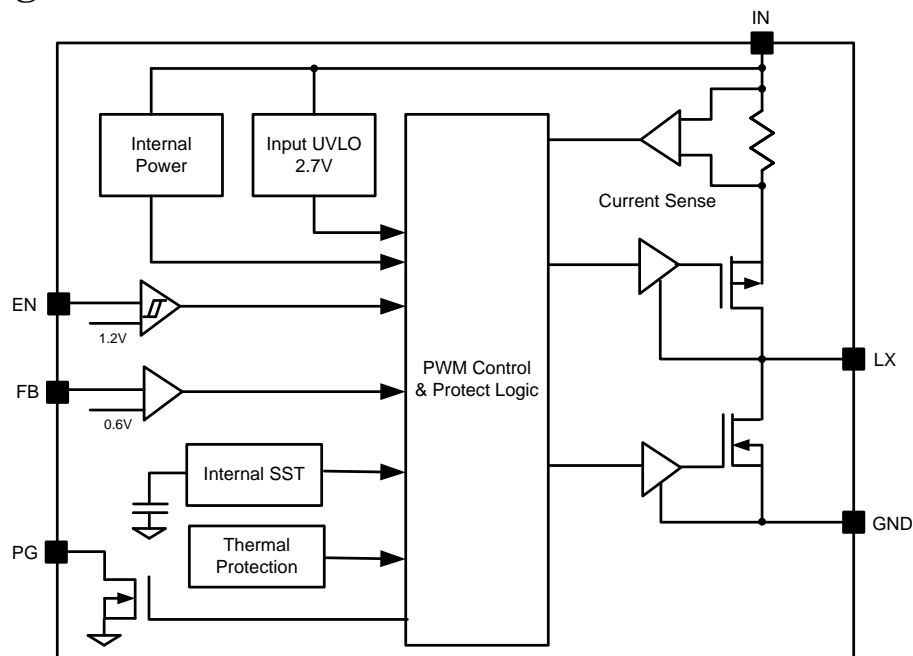 IN
Internal
Power
Input UVLO
2.7V
Current Sense
EN
1.2V
PWM Control
& Protect Logic
LX
FB
0.6V
Internal SST
GND
PG
Thermal
Protection